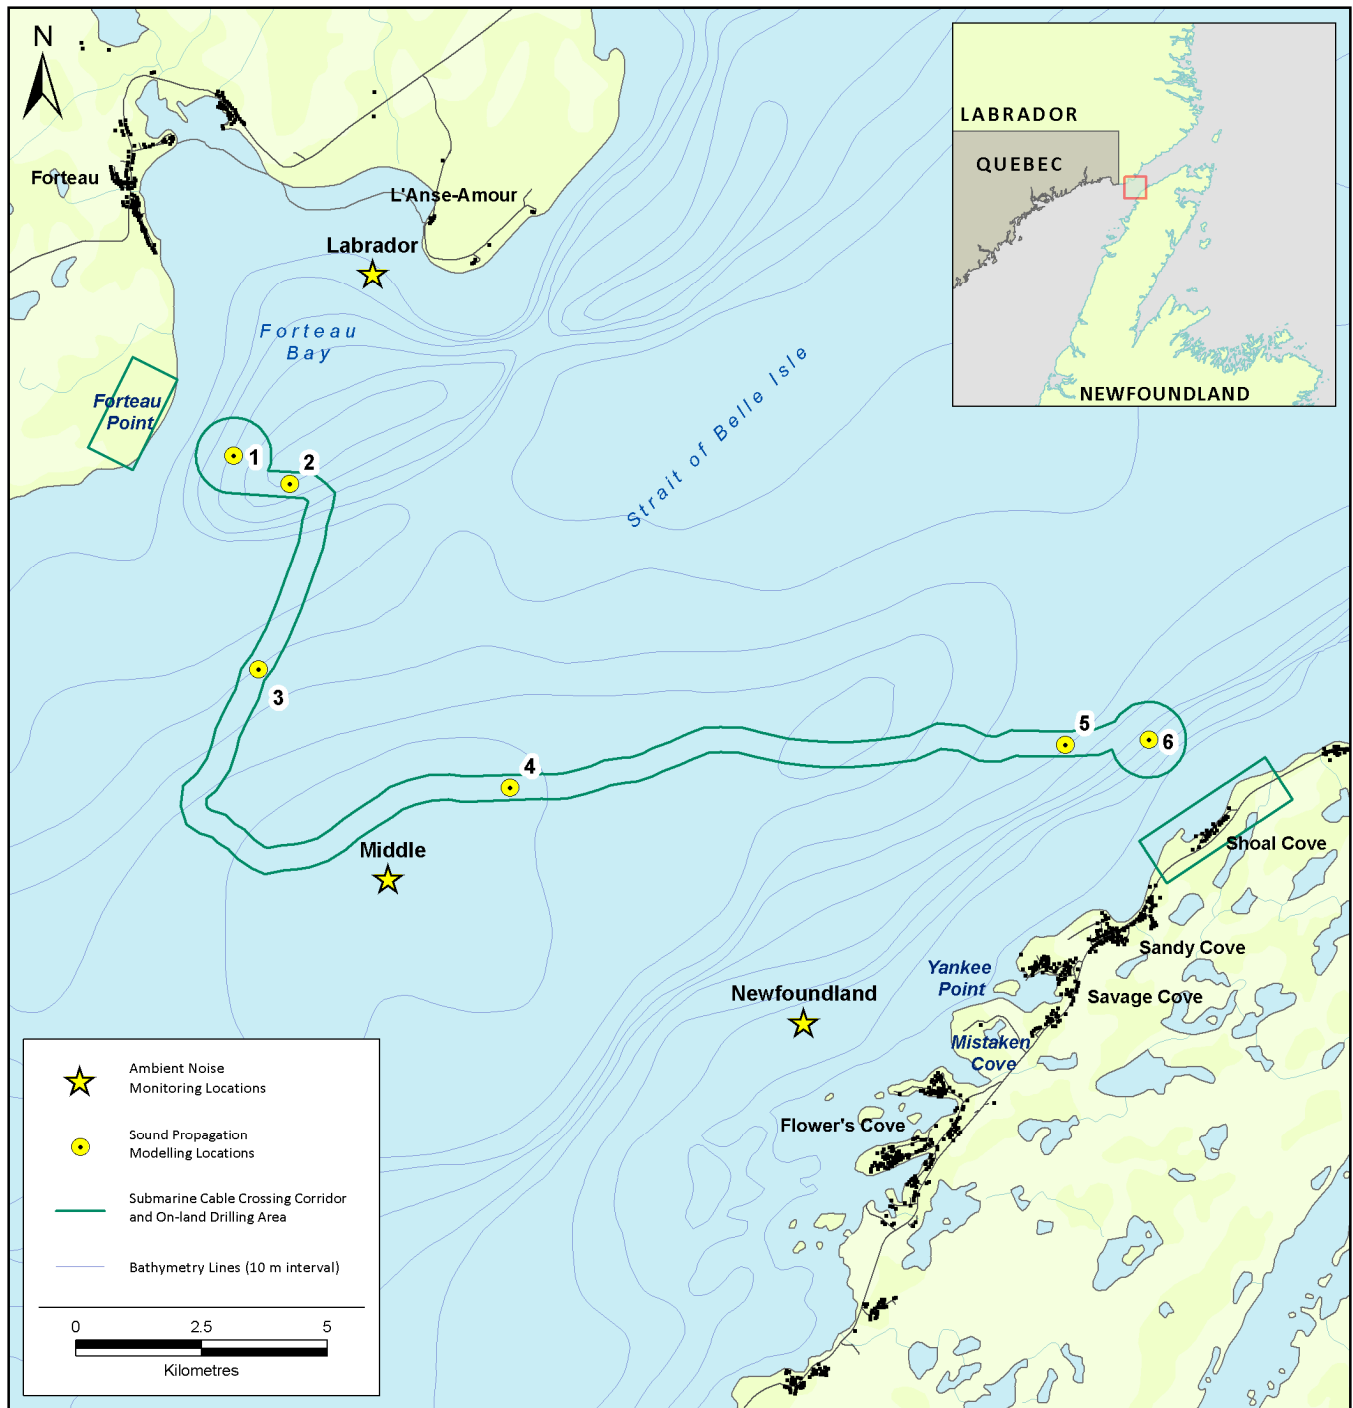 N
LABRADOR
QUEBEC
NEWFOUNDLAND
Forteau
L'Anse-Amour
Labrador
Forteau
Bay
Strait of Belle Isle
Forteau
Point
1
2
3
4
5
6
Middle
Shoal Cove
Sandy Cove
Yankee
Point
Savage Cove
Newfoundland
Mistaken
Cove
Flower's Cove
Ambient Noise
Monitoring Locations
Sound Propagation
Modelling Locations
Submarine Cable Crossing Corridor
and On-land Drilling Area
Bathymetry Lines (10 m interval)
0 2.5 5
Kilometres